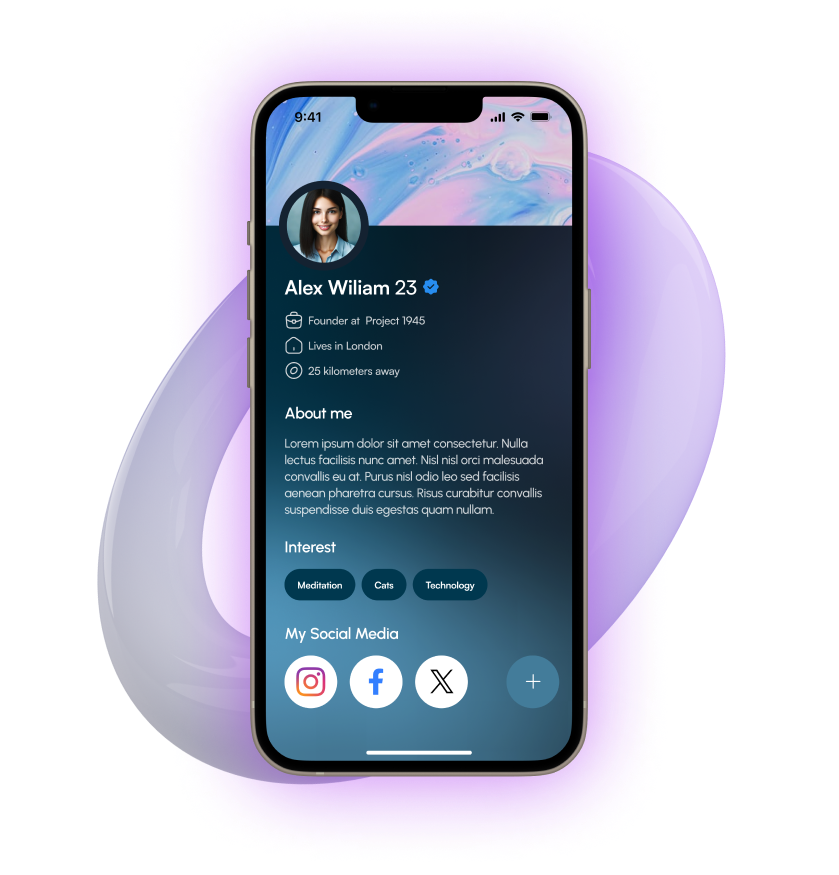 9:41
Alex Wiliam 23
Founder at Project 1945
Lives in London
25 kilometers away
About me
Lorem ipsum dolor sit amet consectetur. Nulla
lectus facilisis nunc amet. Nisl nisl orci malesuada
convallis eu at. Purus nisl odio leo sed facilisis
aenean pharetra cursus. Risus curabitur convallis
suspendisse duis egestas quam nullam.
Interest
Meditation Cats Technology
My Social Media